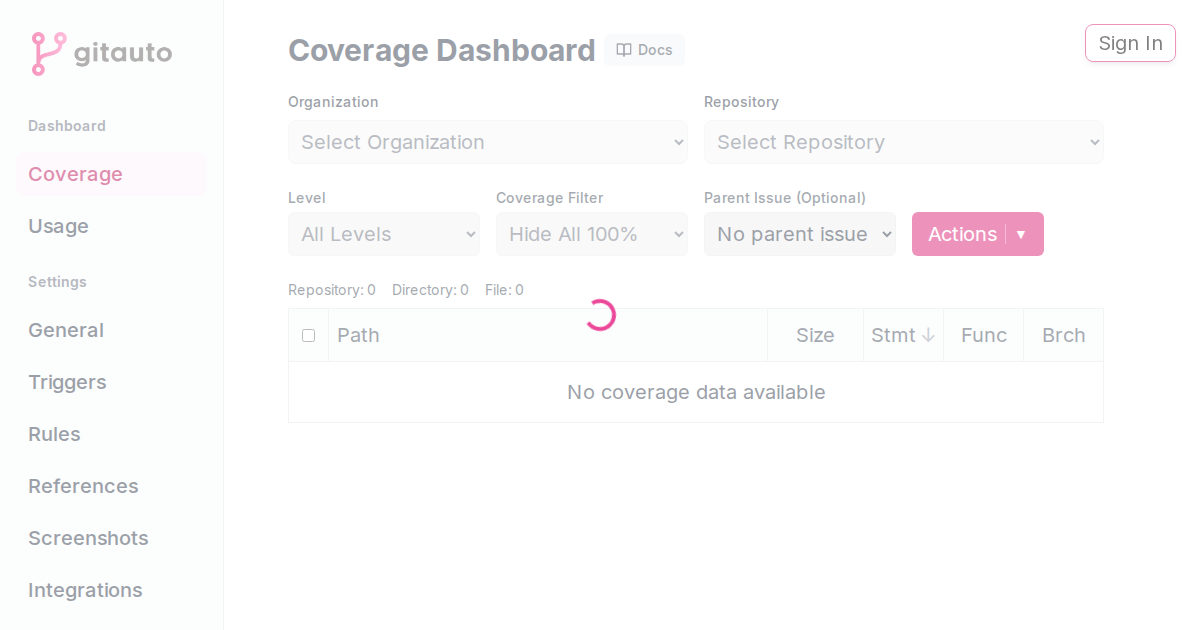 gitauto
Dashboard
Coverage
Usage
Settings
General
Triggers
Rules
References
Screenshots
Integrations
Coverage Dashboard
Docs
Sign In
Organization
Repository
Select Organization
Select Repository
Level
Coverage Filter
Parent Issue (Optional)
All Levels
Hide All 100%
No parent issue
Actions ▼
Repository: 0 Directory: 0 File: 0
Path Size Stmt ↓ Func Brch
No coverage data available